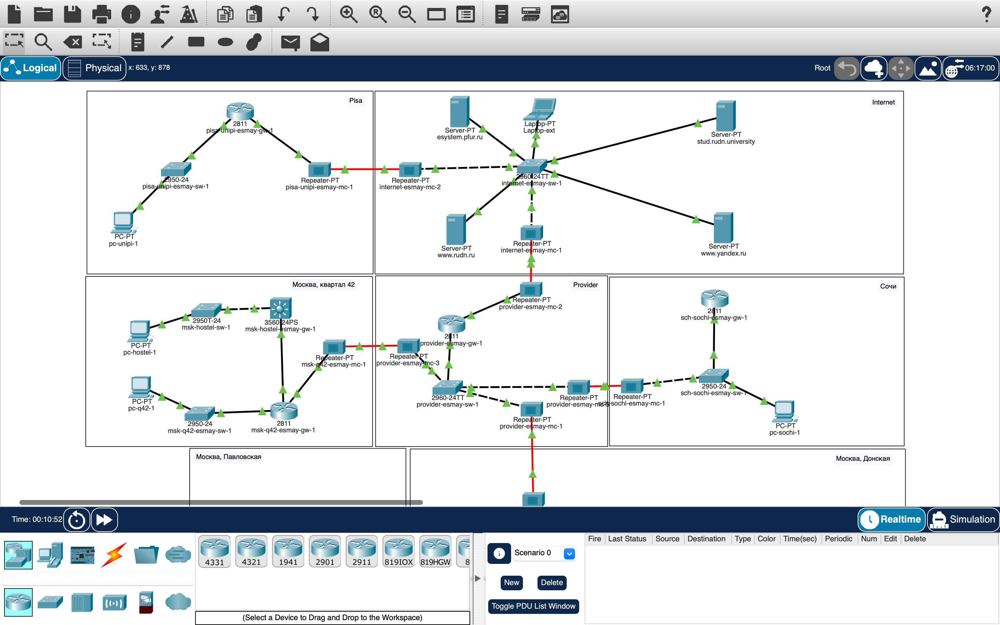 Logical
Physical
x: 633, y: 878
Root
06:17:00
Pisa
2811
pisa-unipi-esmay-gw-1
2950-24
pisa-unipi-esmay-sw-1
Repeater-PT
pisa-unipi-esmay-mc-1
PC-PT
pc-unipi-1
Internet
Server-PT
esystem.pfur.ru
Laptop-PT
Laptop-ext
Server-PT
stud.rudn.university
Repeater-PT
internet-esmay-mc-2
2960-24TT
internet-esmay-sw-1
Server-PT
www.rudn.ru
Repeater-PT
internet-esmay-mc-1
Server-PT
www.yandex.ru
Москва, квартал 42
2950T-24
msk-hostel-sw-1
3560-24PS
msk-hostel-esmay-gw-1
PC-PT
pc-hostel-1
Repeater-PT
msk-q42-esmay-mc-1
PC-PT
pc-q42-1
2950-24
msk-q42-esmay-sw-1
2811
msk-q42-esmay-gw-1
Provider
Repeater-PT
provider-esmay-mc-2
2811
provider-esmay-gw-1
Repeater-PT
provider-esmay-mc-3
2960-24TT
provider-esmay-sw-1
Repeater-PT
Repeater-PT
provider-esmay-mc-1
Сочи
2811
sch-sochi-esmay-gw-1
Repeater-PT
sch-sochi-esmay-mc-1
2950-24
sch-sochi-esmay-sw-1
PC-PT
pc-sochi-1
Москва, Павловская
Москва, Донская
Time: 00:10:52
Realtime
Simulation
4331
4321
1941
2901
2911
819IOX
819HGW
(Select a Device to Drag and Drop to the Workspace)
Scenario 0
New
Delete
Toggle PDU List Window
Fire Last Status Source Destination Type Color Time(sec) Periodic Num Edit Delete